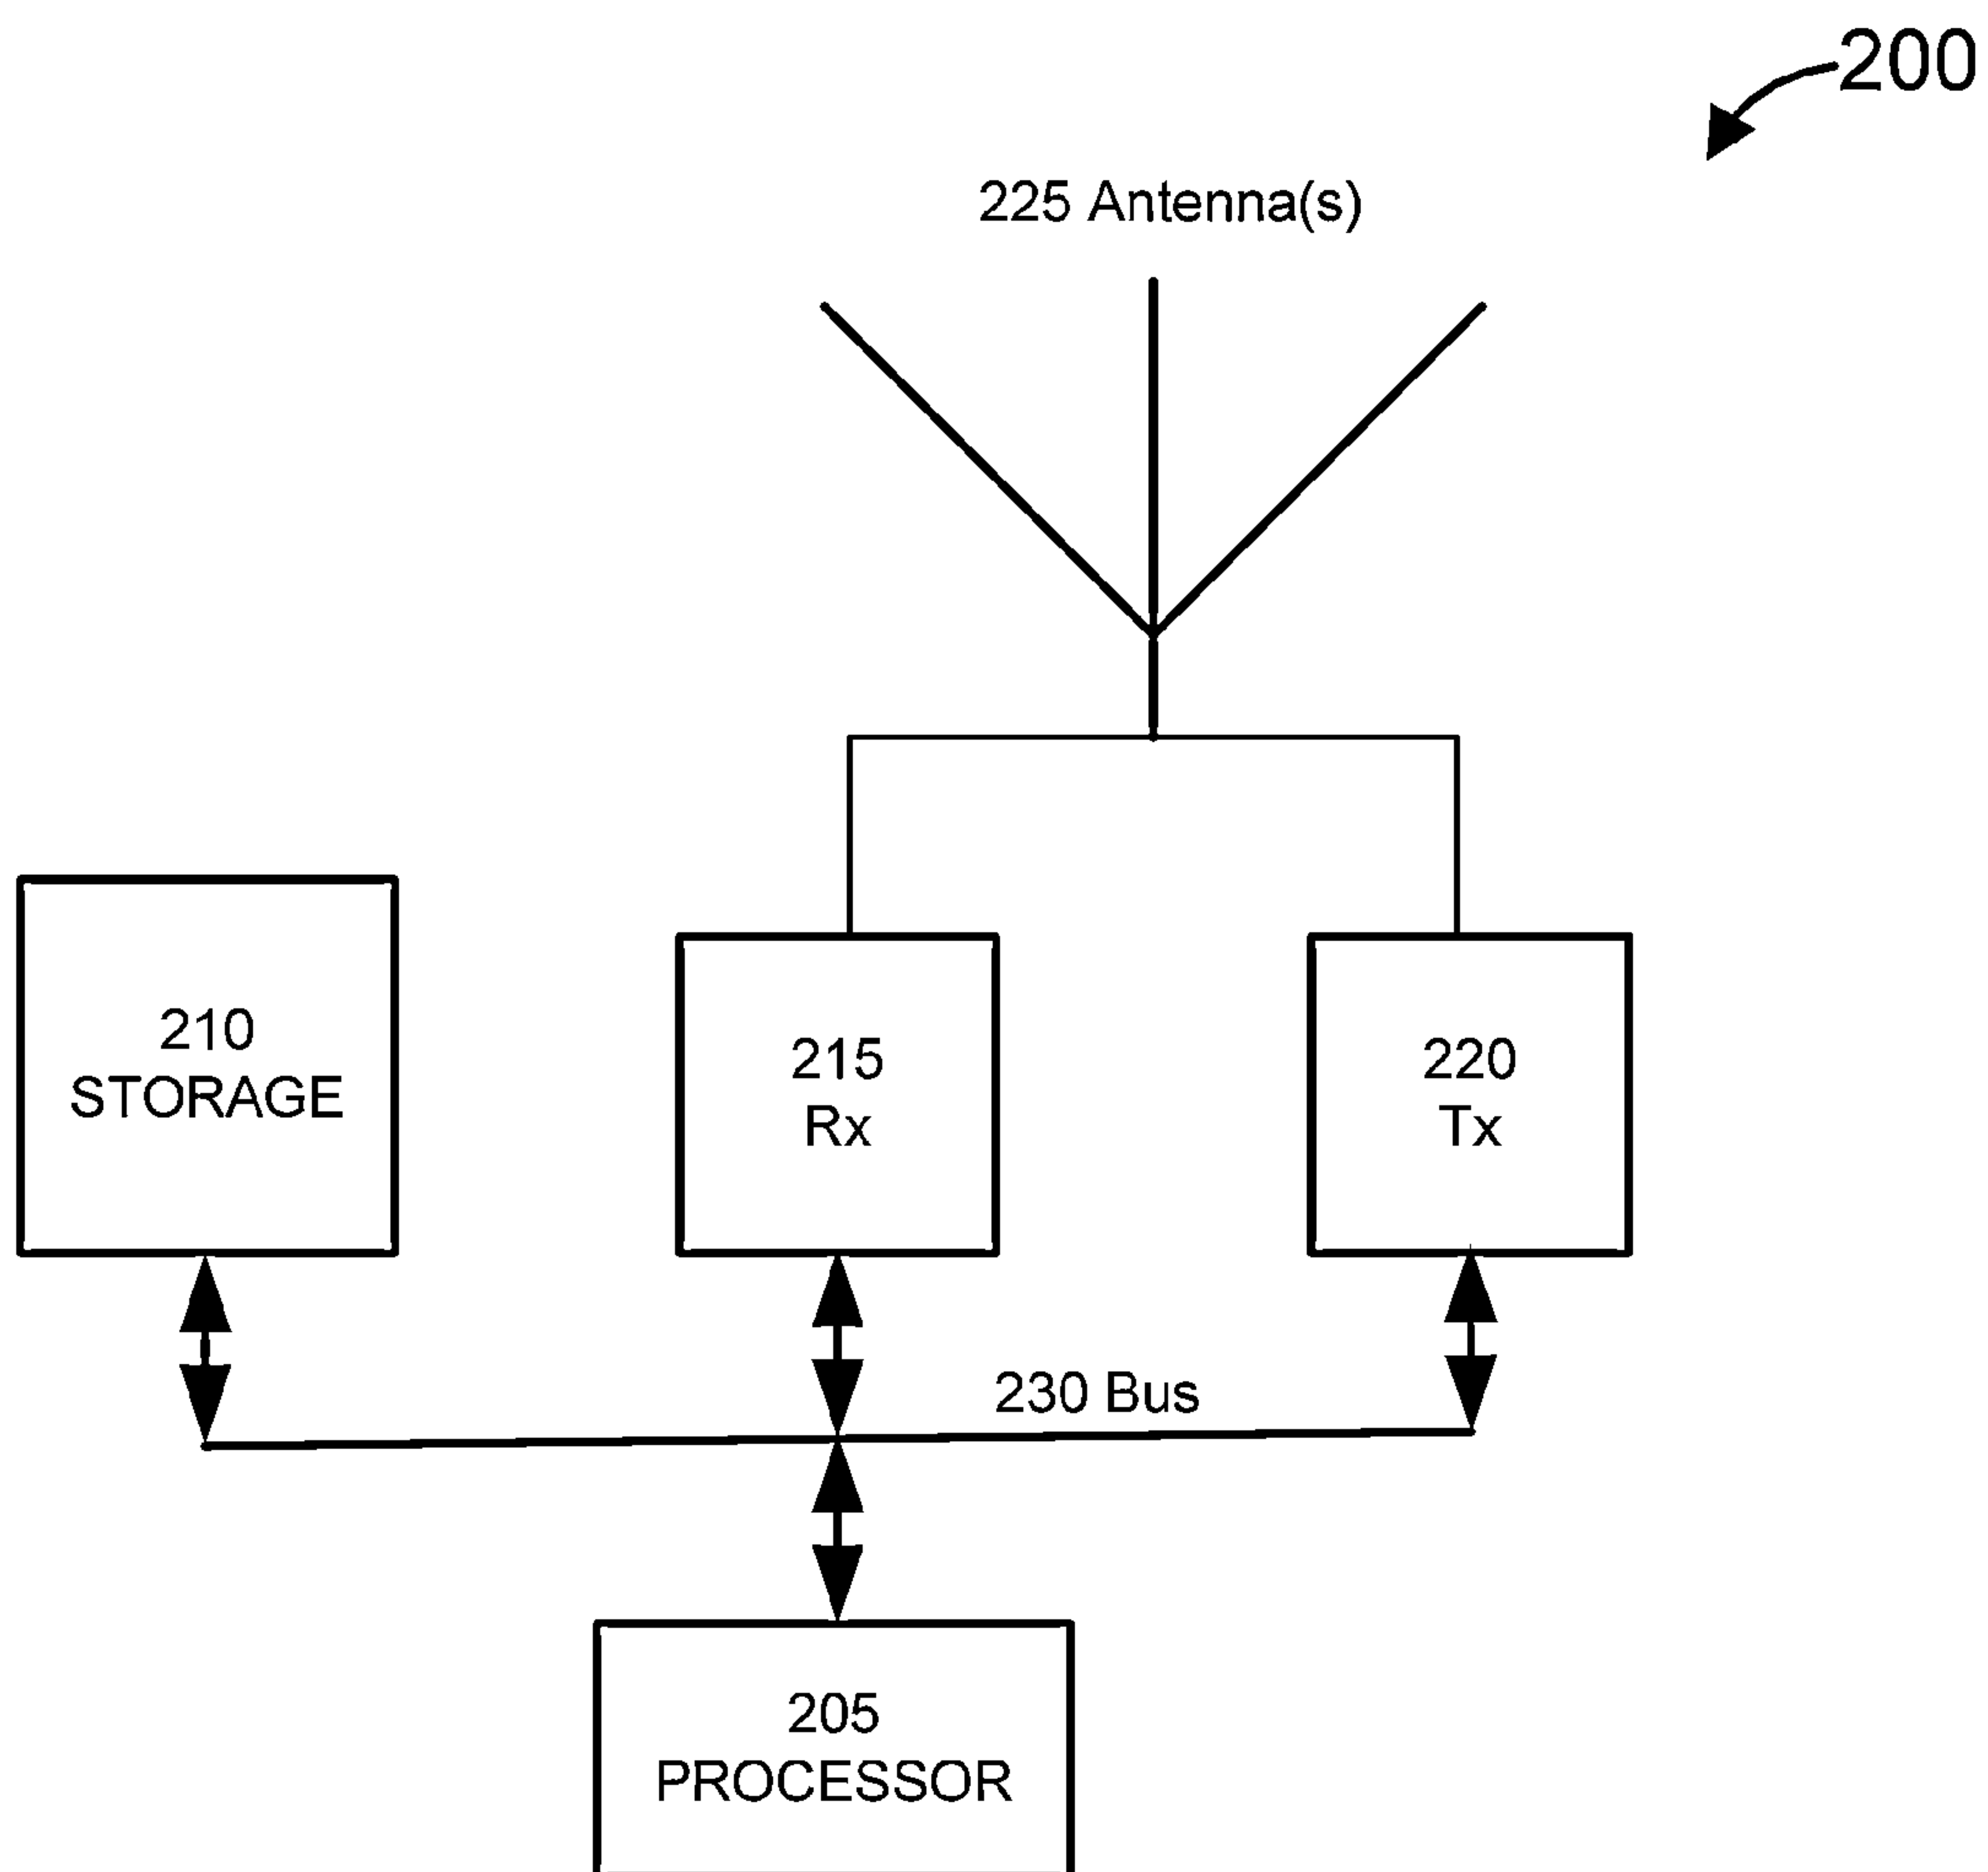 200
225 Antenna(s)
210
STORAGE
215
Rx
220
Tx
230 Bus
205
PROCESSOR